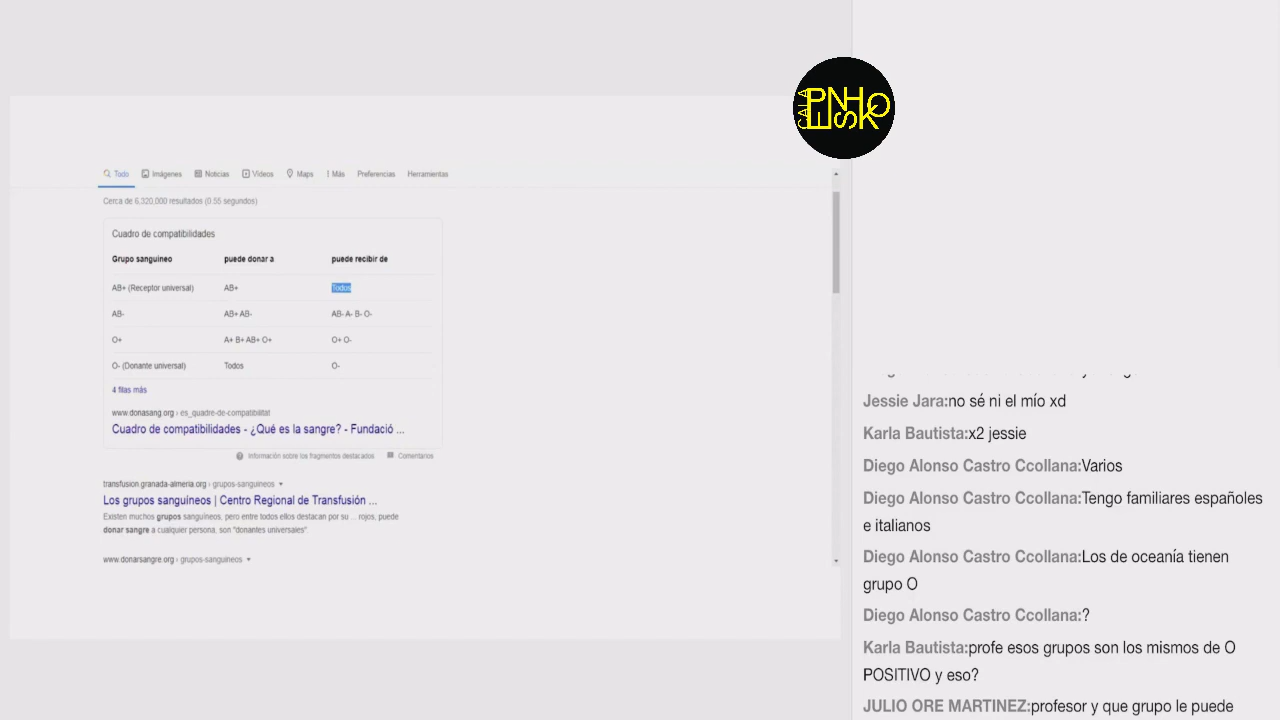 CALA
PENHOESK
Todo Imágenes Noticias Vídeos Maps Más Preferencias Herramientas
Cerca de 6,320,000 resultados (0.55 segundos)
Cuadro de compatibilidades
Grupo sanguíneo puede donar a puede recibir de
AB+ (Receptor universal) AB+ Todos
AB- AB+ AB- AB- A- B- O-
O+ A+ B+ AB+ O+ O+ O-
O- (Donante universal) Todos O-
4 filas más
www.donasang.org › es_quadre-de-compatibilitat
Cuadro de compatibilidades - ¿Qué es la sangre? - Fundació ...
Información sobre los fragmentos destacados Comentarios
transfusion.granada-almeria.org › grupos-sanguineos
Los grupos sanguíneos | Centro Regional de Transfusión ...
Existen muchos grupos sanguíneos, pero entre todos ellos destacan por su ... rojos, puede
donar sangre a cualquier persona, son "donantes universales".
www.donarsangre.org › grupos-sanguineos
Jessie Jara:no sé ni el mío xd
Karla Bautista:x2 jessie
Diego Alonso Castro Ccollana:Varios
Diego Alonso Castro Ccollana:Tengo familiares españoles
e italianos
Diego Alonso Castro Ccollana:Los de oceanía tienen
grupo O
Diego Alonso Castro Ccollana:?
Karla Bautista:profe esos grupos son los mismos de O
POSITIVO y eso?
JULIO ORE MARTINEZ:profesor y que grupo le puede